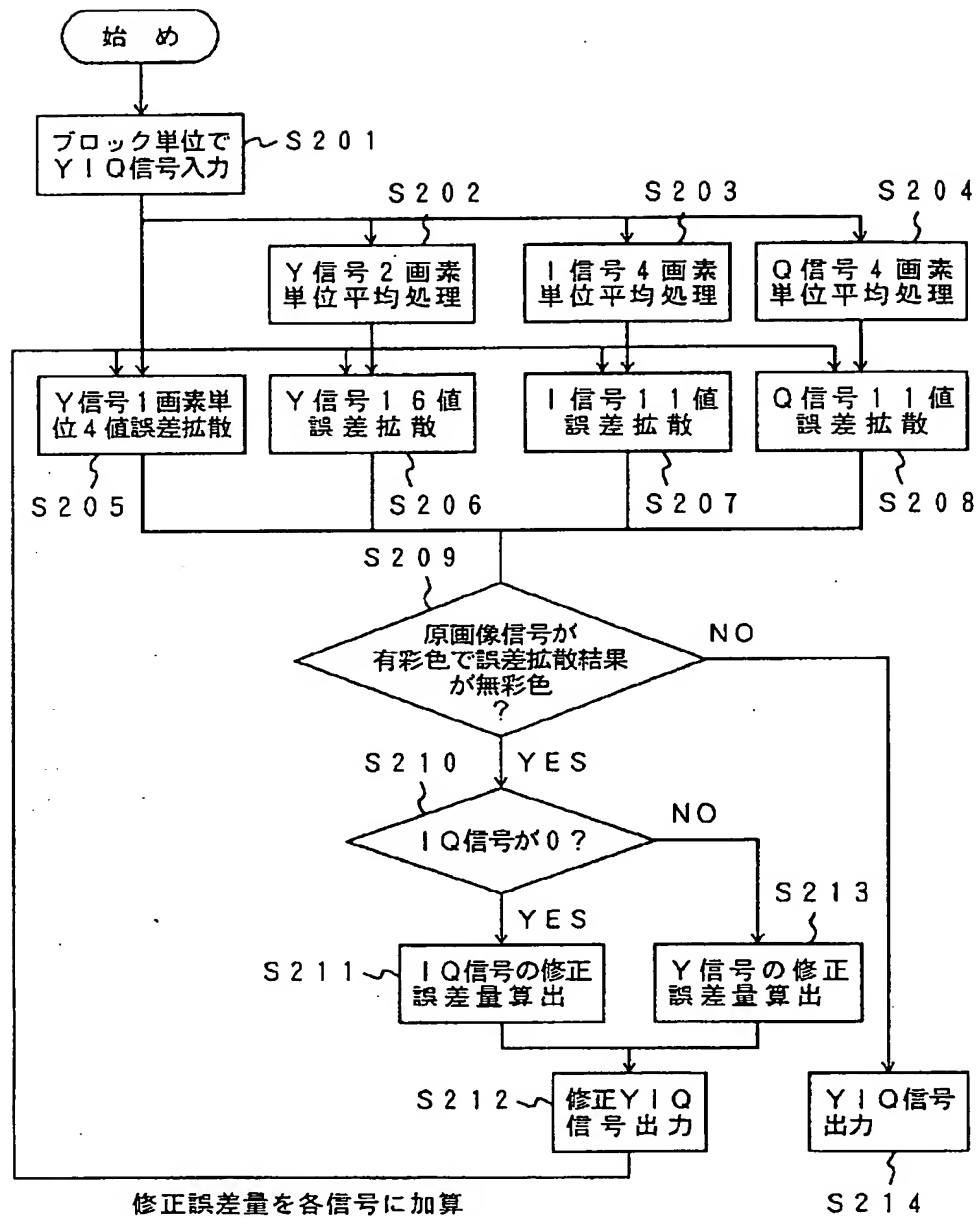 始め
ブロック単位で
YIQ信号入力
S201
S202
S203
S204
Y信号2画素
単位平均処理
I信号4画素
単位平均処理
Q信号4画素
単位平均処理
Y信号1画素単
位4値誤差拡散
Y信号16値
誤差拡散
I信号11値
誤差拡散
Q信号11値
誤差拡散
S205
S206
S207
S208
S209
原画像信号が
有彩色で誤差拡散結果
が無彩色
?
NO
YES
S210
IQ信号が0?
NO
YES
S213
S211
IQ信号の修正
誤差量算出
Y信号の修正
誤差量算出
S212
修正YIQ
信号出力
YIQ信号
出力
修正誤差量を各信号に加算
S214